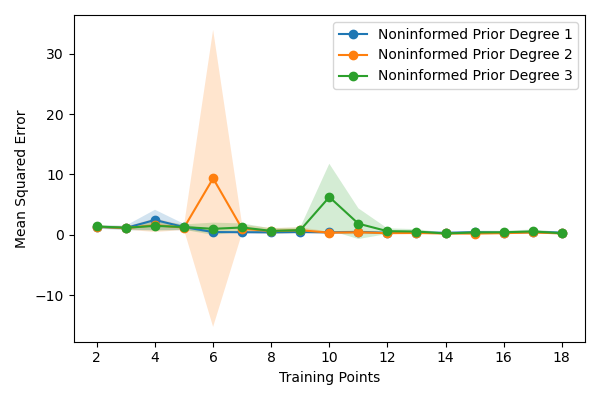 Noninformed Prior Degree 1
Noninformed Prior Degree 2
Noninformed Prior Degree 3
Mean Squared Error
30
20
10
0
−10
2 4 6 8 10 12 14 16 18
Training Points